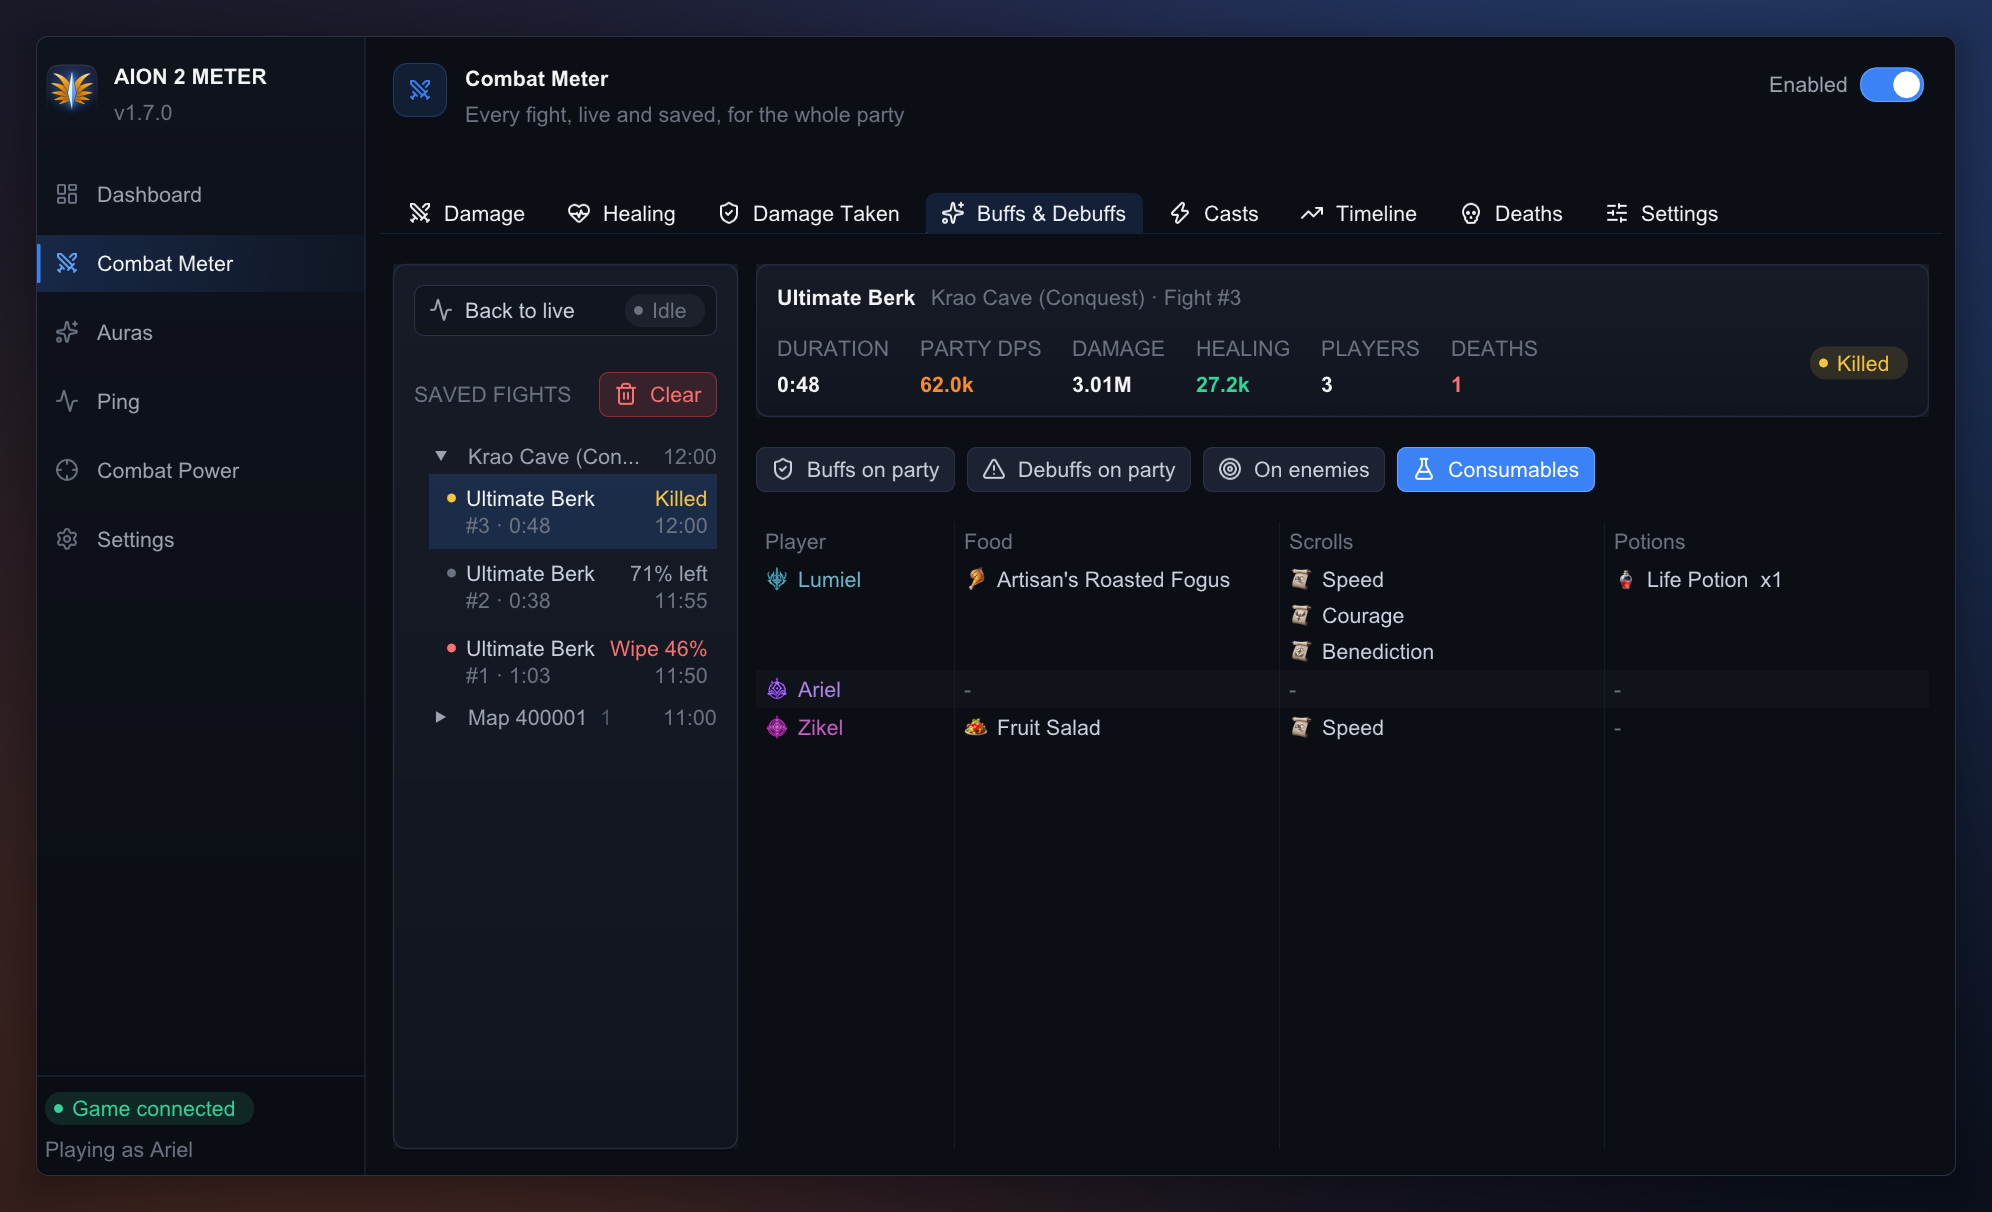 AION 2 METER
v1.7.0
Dashboard
Combat Meter
Auras
Ping
Combat Power
Settings
Game connected
Playing as Ariel
Combat Meter
Every fight, live and saved, for the whole party
Enabled
Damage
Healing
Damage Taken
Buffs & Debuffs
Casts
Timeline
Deaths
Settings
Back to live
Idle
SAVED FIGHTS
Clear
Krao Cave (Con... 12:00
Ultimate Berk Killed
#3 · 0:48 12:00
Ultimate Berk 71% left
#2 · 0:38 11:55
Ultimate Berk Wipe 46%
#1 · 1:03 11:50
Map 400001 1 11:00
Ultimate Berk Krao Cave (Conquest) · Fight #3
DURATION PARTY DPS DAMAGE HEALING PLAYERS DEATHS
0:48 62.0k 3.01M 27.2k 3 1
Killed
Buffs on party
Debuffs on party
On enemies
Consumables
Player Food Scrolls Potions
Lumiel Artisan's Roasted Fogus Speed Life Potion x1
Courage
Benediction
Ariel - - -
Zikel Fruit Salad Speed -